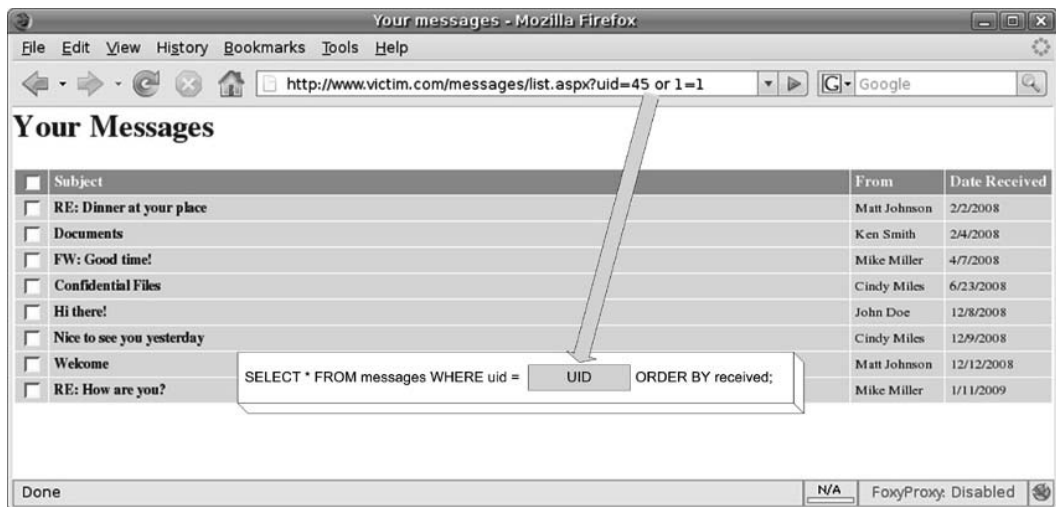 Your messages - Mozilla Firefox
File Edit View History Bookmarks Tools Help
http://www.victim.com/messages/list.aspx?uid=45 or 1=1
G Google
Your Messages
Subject From Date Received
RE: Dinner at your place Matt Johnson 2/2/2008
Documents Ken Smith 2/4/2008
FW: Good time! Mike Miller 4/7/2008
Confidential Files Cindy Miles 6/23/2008
Hi there! John Doe 12/8/2008
Nice to see you yesterday Cindy Miles 12/9/2008
Welcome Matt Johnson 12/12/2008
SELECT * FROM messages WHERE uid = UID ORDER BY received;
RE: How are you? Mike Miller 1/11/2009
Done N/A FoxyProxy: Disabled